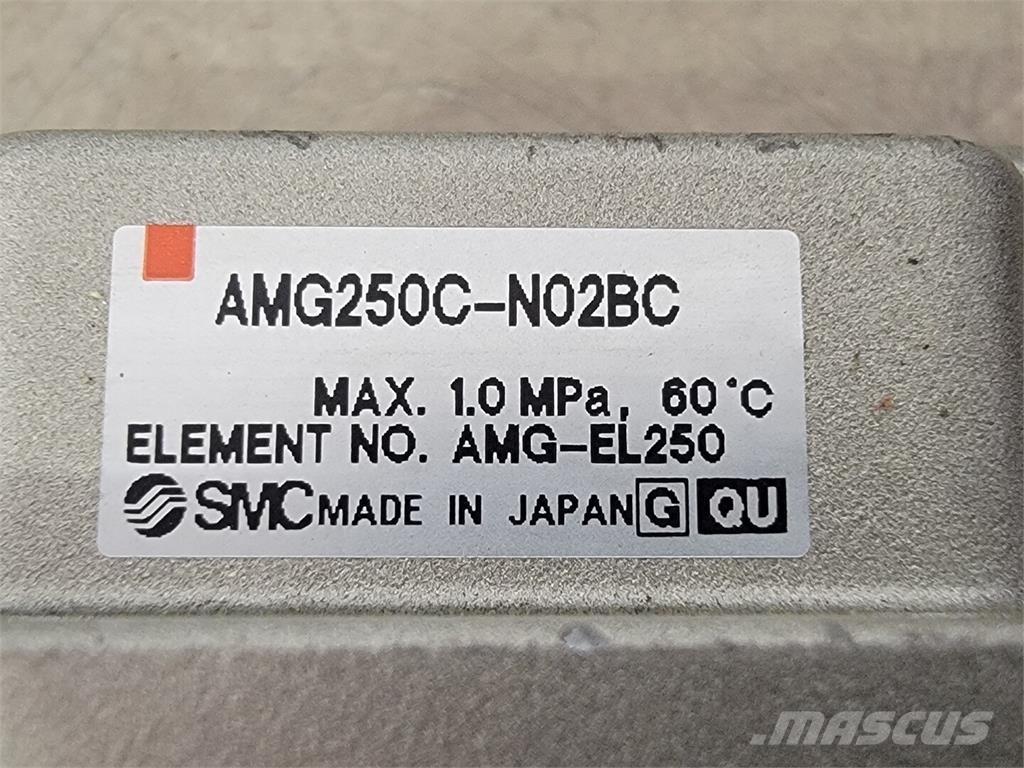 AMG250C-N02BC
MAX. 1.0 MPa, 60°C
ELEMENT NO. AMG-EL250
SMC MADE IN JAPAN G QU
MASCUS